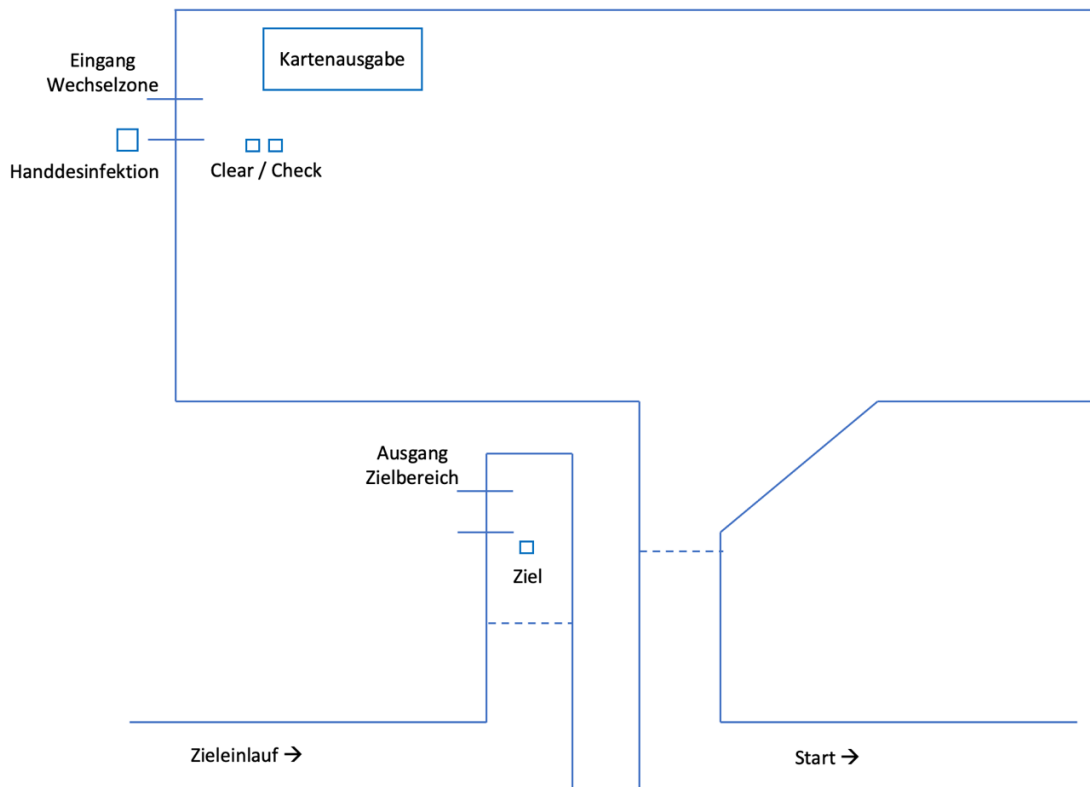 Eingang
Wechselzone
Kartenausgabe
Handdesinfektion
Clear / Check
Ausgang
Zielbereich
Ziel
Zieleinlauf →
Start →